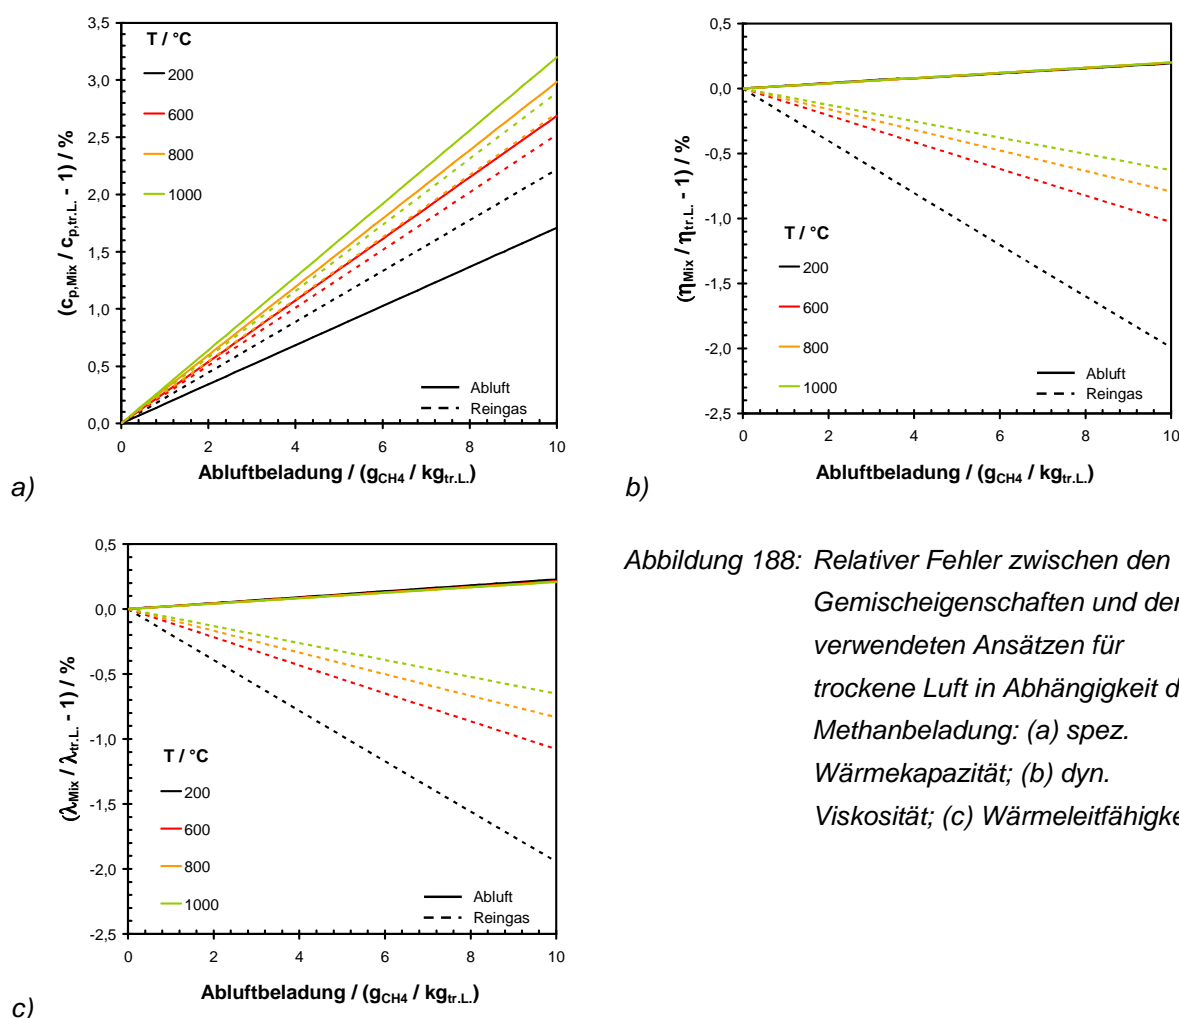 3,5
3,0
2,5
2,0
1,5
1,0
0,5
0,0
(c_p,Mix / c_p,tr.L. - 1) / %
T / °C
200
600
800
1000
Abluft
Reingas
0 2 4 6 8 10
Abluftbeladung / (g_CH4 / kg_tr.L.)
a)
0,5
0,0
-0,5
-1,0
-1,5
-2,0
-2,5
(η_Mix / η_tr.L. - 1) / %
T / °C
200
600
800
1000
Abluft
Reingas
0 2 4 6 8 10
Abluftbeladung / (g_CH4 / kg_tr.L.)
b)
0,5
0,0
-0,5
-1,0
-1,5
-2,0
-2,5
(λ_Mix / λ_tr.L. - 1) / %
T / °C
200
600
800
1000
Abluft
Reingas
0 2 4 6 8 10
Abluftbeladung / (g_CH4 / kg_tr.L.)
c)
Abbildung 188: Relativer Fehler zwischen den
Gemischeigenschaften und
verwendeten Ansätzen für
trockene Luft in Abhängigkeit
Methanbeladung: (a) spez.
Wärmekapazität; (b) dyn.
Viskosität; (c)